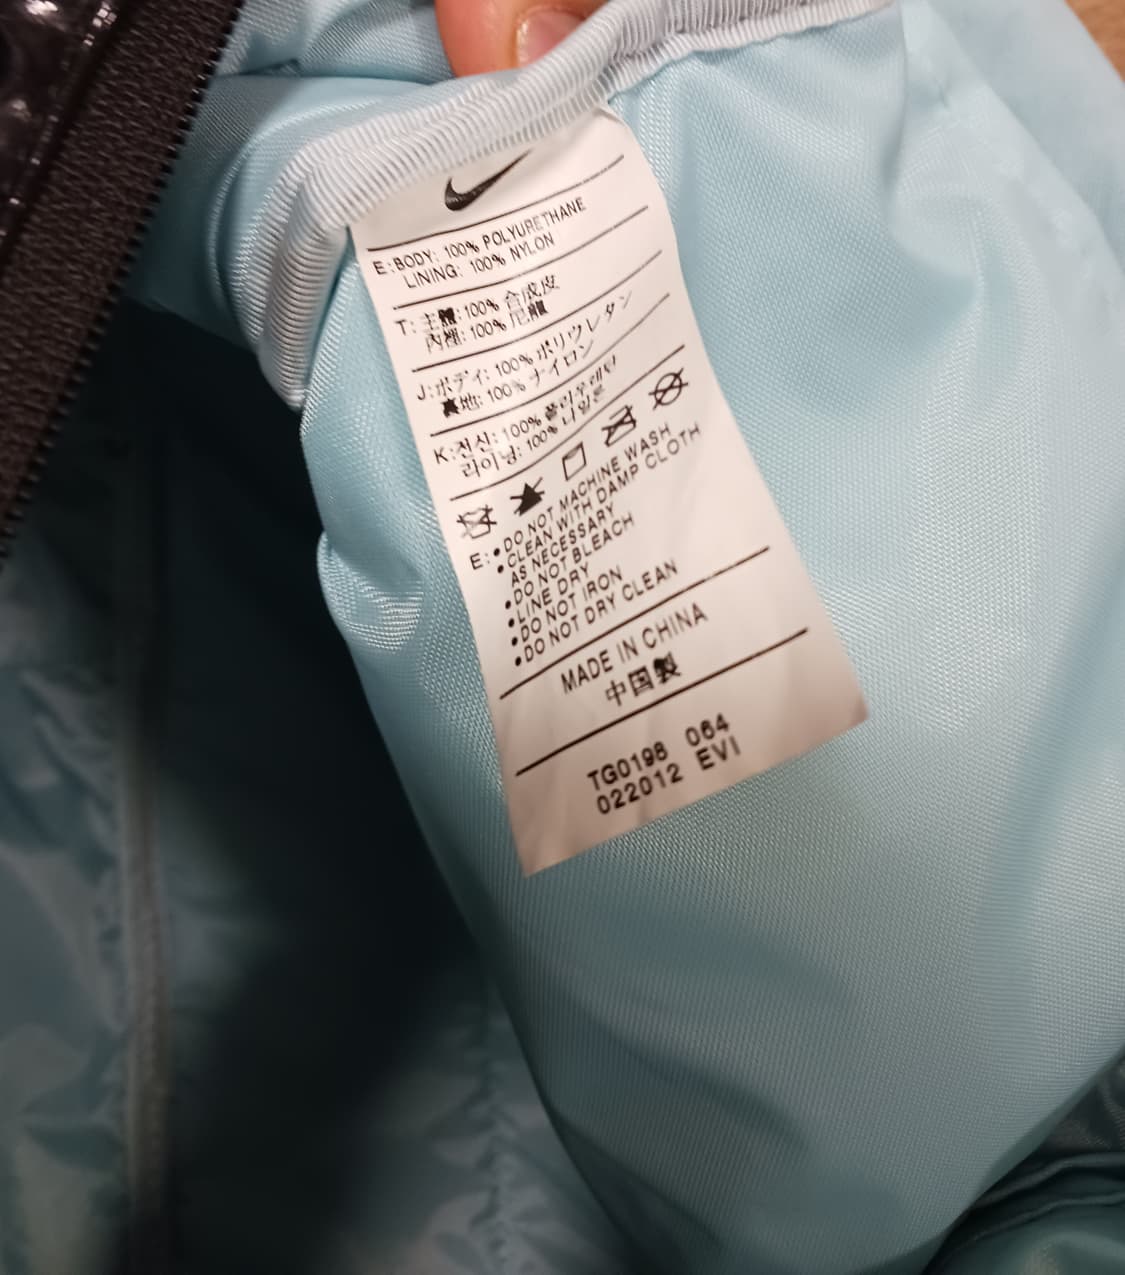 E: BODY: 100% POLYURETHANE
LINING: 100% NYLON
T: 主體: 100% 合成皮
內裡: 100% 尼龍
J: ボディ: 100% ポリウレタン
裏地: 100% ナイロン
K: 전신: 100% 폴리우레탄
라이닝: 100% 나일론
E: •DO NOT MACHINE WASH
•CLEAN WITH DAMP CLOTH
AS NECESSARY
•DO NOT BLEACH
•LINE DRY
•DO NOT IRON
•DO NOT DRY CLEAN
MADE IN CHINA
中国製
TG0198 064
022012 EVI